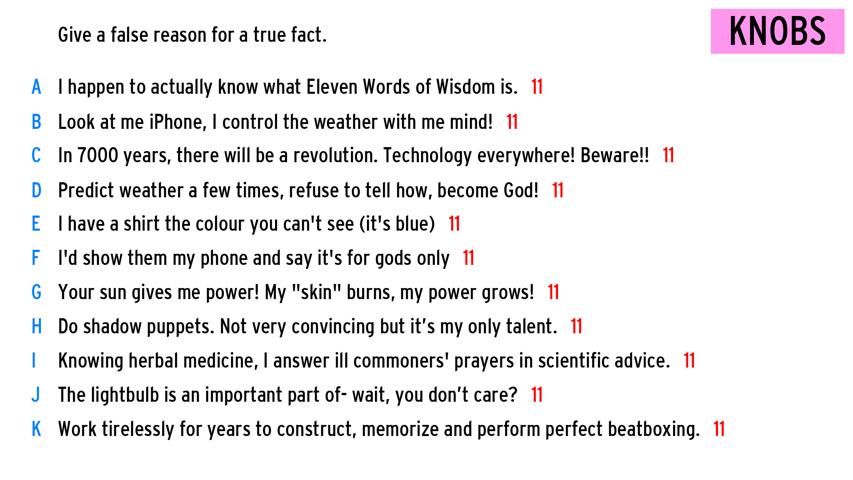 Give a false reason for a true fact.
KNOBS
A I happen to actually know what Eleven Words of Wisdom is. 11
B Look at me iPhone, I control the weather with me mind! 11
C In 7000 years, there will be a revolution. Technology everywhere! Beware!! 11
D Predict weather a few times, refuse to tell how, become God! 11
E I have a shirt the colour you can't see (it's blue) 11
F I'd show them my phone and say it's for gods only 11
G Your sun gives me power! My "skin" burns, my power grows! 11
H Do shadow puppets. Not very convincing but it’s my only talent. 11
I Knowing herbal medicine, I answer ill commoners' prayers in scientific advice. 11
J The lightbulb is an important part of- wait, you don’t care? 11
K Work tirelessly for years to construct, memorize and perform perfect beatboxing. 11